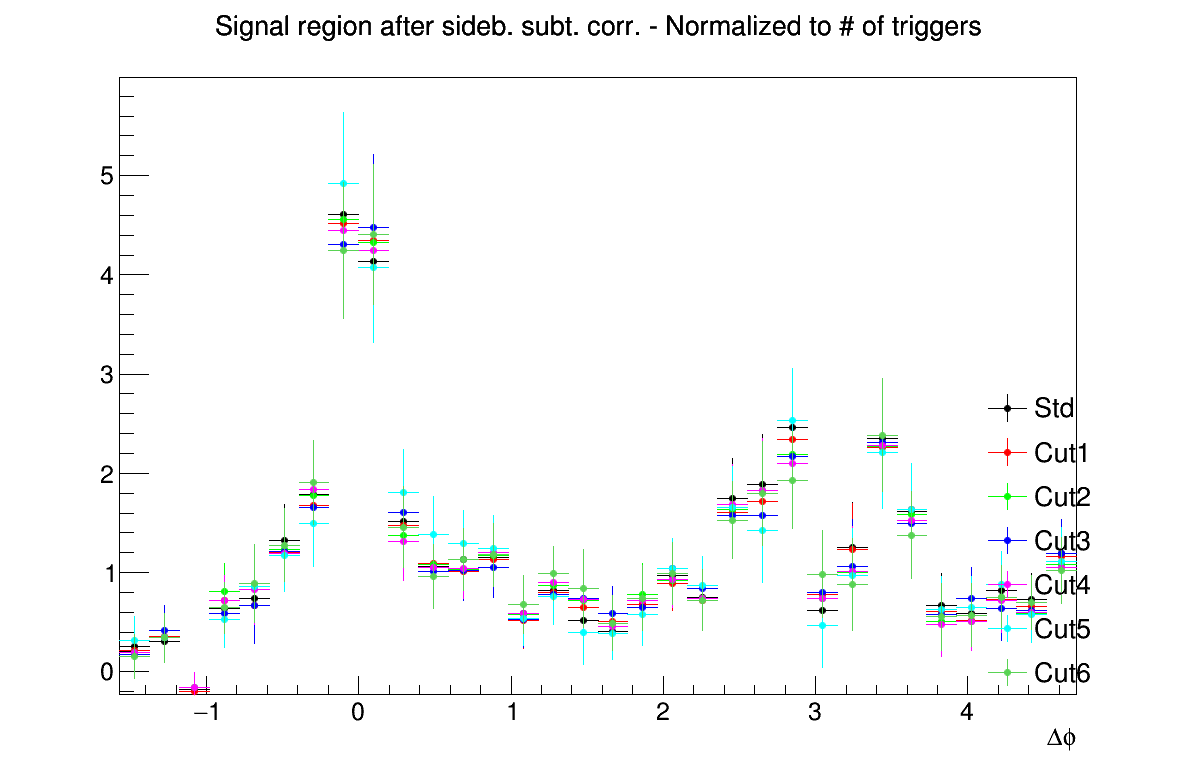 Signal region after sideb. subt. corr. - Normalized to # of triggers
5
4
3
2
1
0
Std
Cut1
Cut2
Cut3
Cut4
Cut5
Cut6
−1 0 1 2 3 4
Δϕ